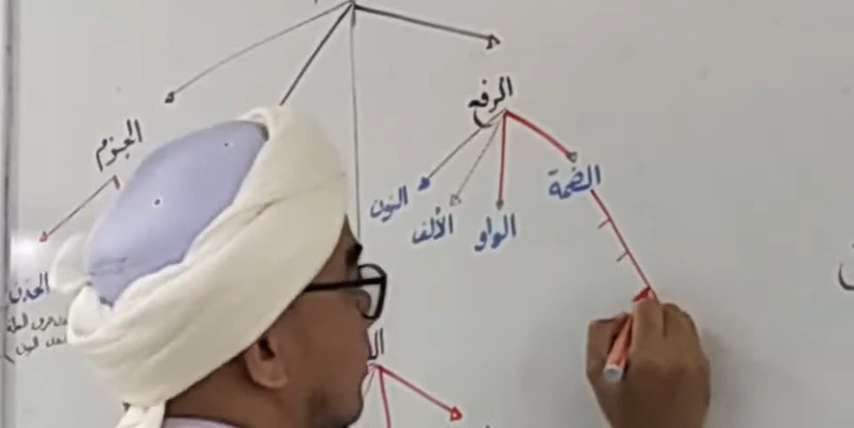 الرفع
الضمة
الواو
الألف
النون
الجزم
الحذف